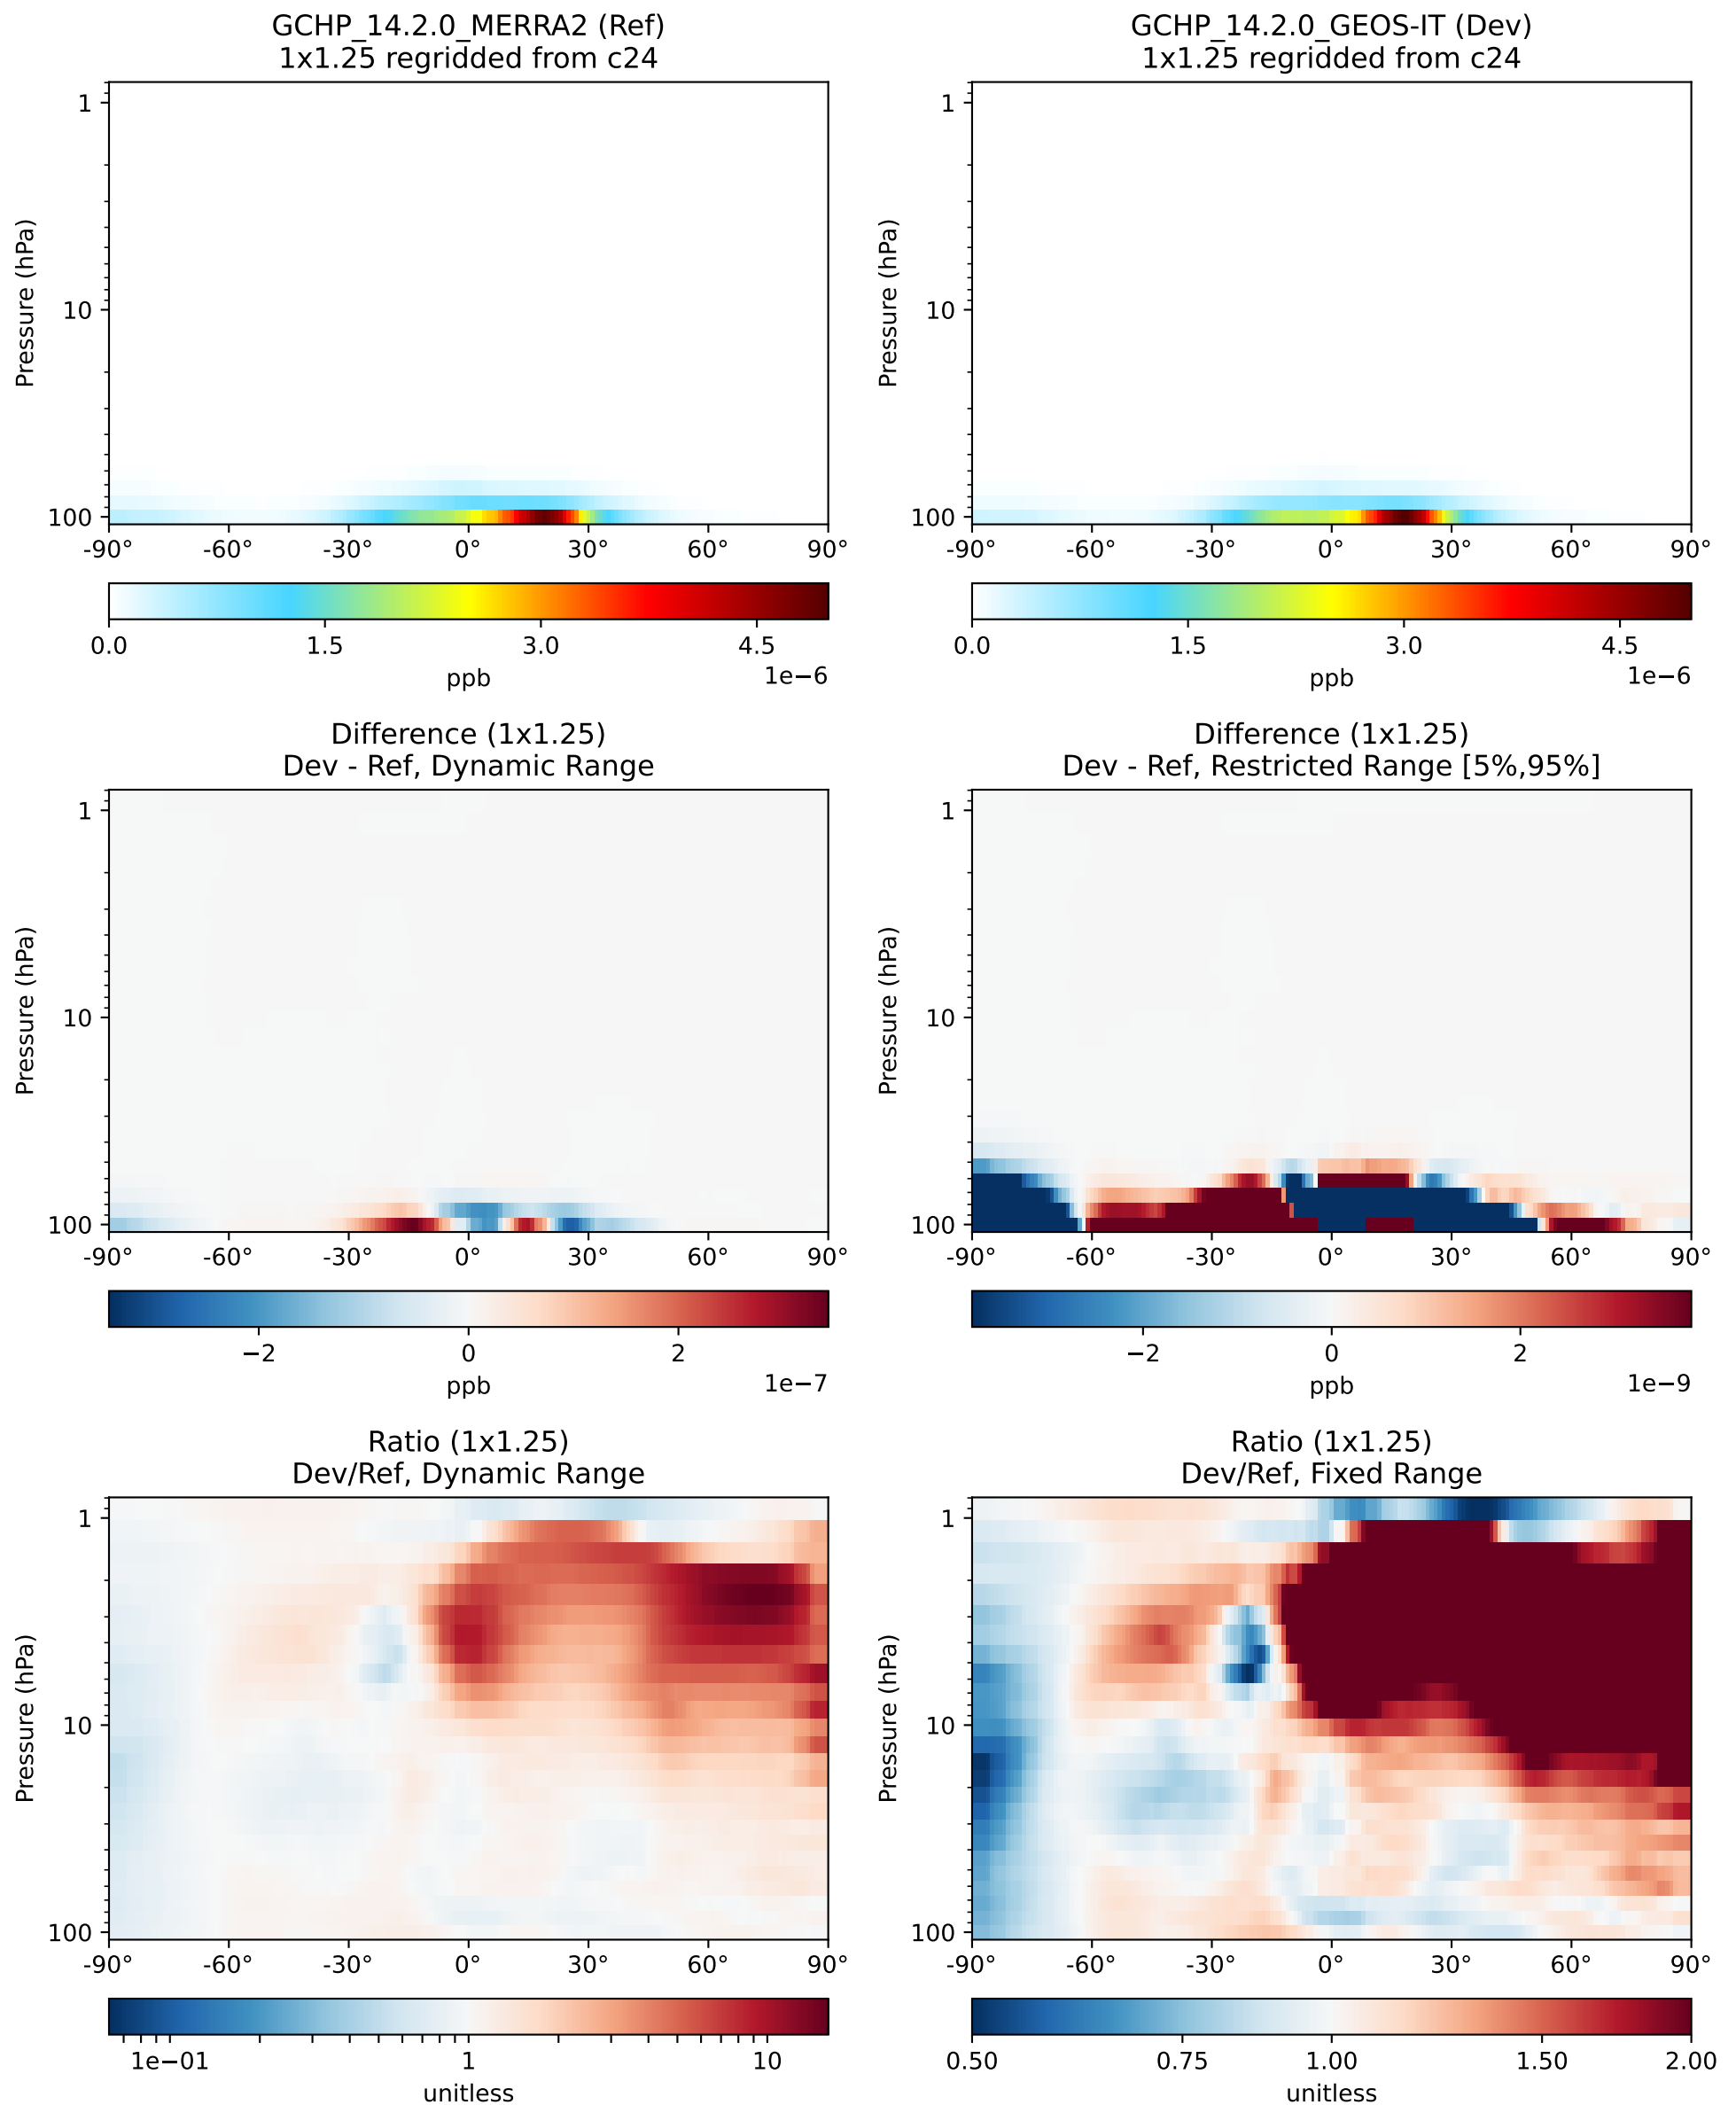 GCHP_14.2.0_MERRA2 (Ref)
1x1.25 regridded from c24
Pressure (hPa)
1
10
100
-90° -60° -30° 0° 30° 60° 90°
0.0 1.5 3.0 4.5
1e−6
ppb
GCHP_14.2.0_GEOS-IT (Dev)
1x1.25 regridded from c24
Pressure (hPa)
1
10
100
-90° -60° -30° 0° 30° 60° 90°
0.0 1.5 3.0 4.5
1e−6
ppb
Difference (1x1.25)
Dev - Ref, Dynamic Range
Pressure (hPa)
1
10
100
-90° -60° -30° 0° 30° 60° 90°
−2 0 2
1e−7
ppb
Difference (1x1.25)
Dev - Ref, Restricted Range [5%,95%]
Pressure (hPa)
1
10
100
-90° -60° -30° 0° 30° 60° 90°
−2 0 2
1e−9
ppb
Ratio (1x1.25)
Dev/Ref, Dynamic Range
Pressure (hPa)
1
10
100
-90° -60° -30° 0° 30° 60° 90°
1e−01 1 10
unitless
Ratio (1x1.25)
Dev/Ref, Fixed Range
Pressure (hPa)
1
10
100
-90° -60° -30° 0° 30° 60° 90°
0.50 0.75 1.00 1.50 2.00
unitless